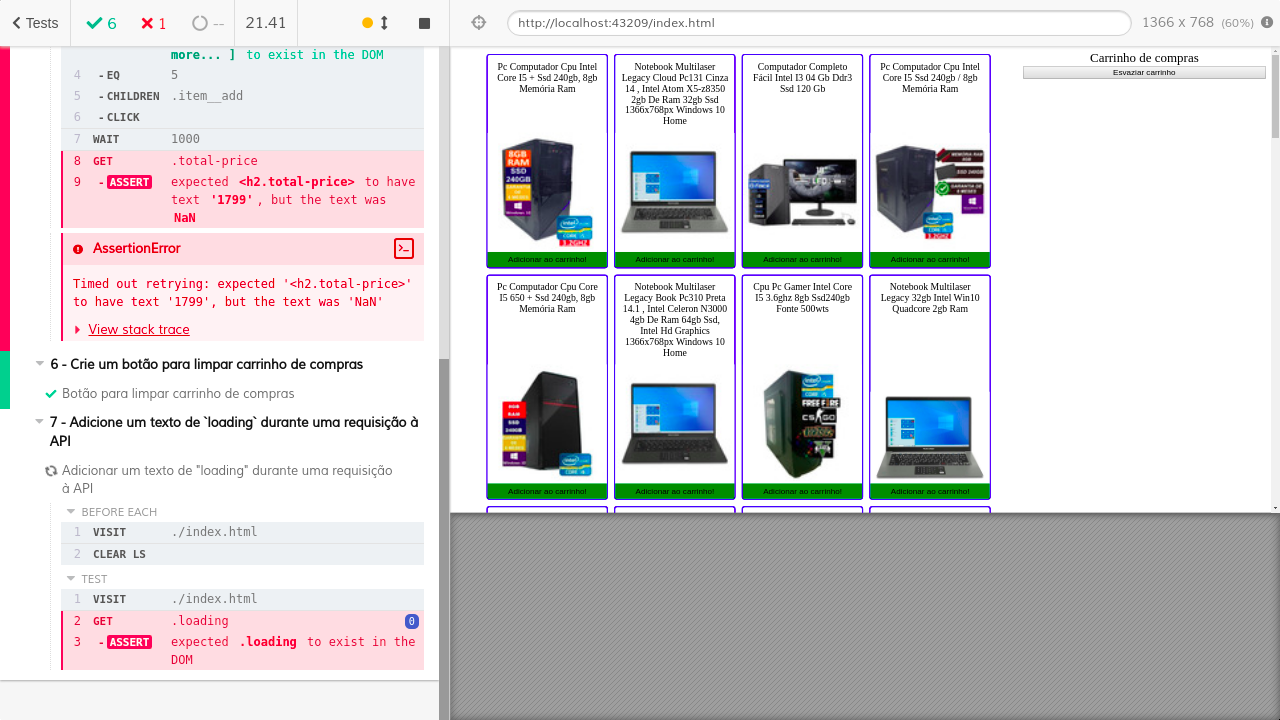 Tests
6
1
--
21.41
http://localhost:43209/index.html
1366 x 768 (60%)
more... ] to exist in the DOM
4 - EQ 5
5 - CHILDREN .item__add
6 - CLICK
7 WAIT 1000
8 GET .total-price
9 - ASSERT expected <h2.total-price> to have
text '1799', but the text was
NaN
AssertionError
Timed out retrying: expected '<h2.total-price>'
to have text '1799', but the text was 'NaN'
View stack trace
6 - Crie um botão para limpar carrinho de compras
Botão para limpar carrinho de compras
7 - Adicione um texto de `loading` durante uma requisição à
API
Adicionar um texto de "loading" durante uma requisição
à API
BEFORE EACH
1 VISIT ./index.html
2 CLEAR LS
TEST
1 VISIT ./index.html
2 GET .loading 0
3 - ASSERT expected .loading to exist in the
DOM
Pc Computador Cpu Intel
Core I5 + Ssd 240gb, 8gb
Memória Ram
Adicionar ao carrinho!
Notebook Multilaser
Legacy Cloud Pc131 Cinza
14 , Intel Atom X5-z8350
2gb De Ram 32gb Ssd
1366x768px Windows 10
Home
Adicionar ao carrinho!
Computador Completo
Fácil Intel I3 04 Gb Ddr3
Ssd 120 Gb
Adicionar ao carrinho!
Pc Computador Cpu Intel
Core I5 Ssd 240gb / 8gb
Memória Ram
Adicionar ao carrinho!
Pc Computador Cpu Core
I5 650 + Ssd 240gb, 8gb
Memória Ram
Adicionar ao carrinho!
Notebook Multilaser
Legacy Book Pc310 Preta
14.1 , Intel Celeron N3000
4gb De Ram 64gb Ssd,
Intel Hd Graphics
1366x768px Windows 10
Home
Adicionar ao carrinho!
Cpu Pc Gamer Intel Core
I5 3.6ghz 8gb Ssd240gb
Fonte 500wts
Adicionar ao carrinho!
Notebook Multilaser
Legacy 32gb Intel Win10
Quadcore 2gb Ram
Adicionar ao carrinho!
Carrinho de compras
Esvaziar carrinho
8GB
RAM
SSD
240GB
3.2GHZ
FREE FIRE
CS:GO